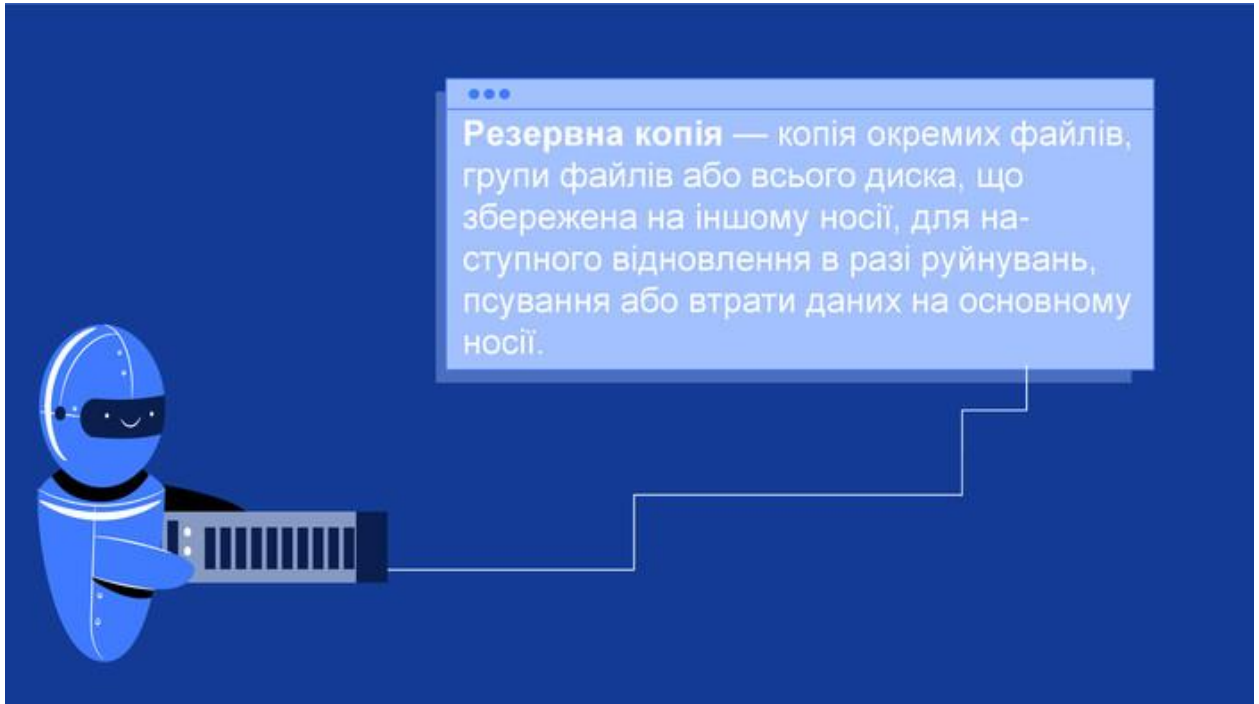 Резервна копія — копія окремих файлів,
групи файлів або всього диска, що
збережена на іншому носії, для на-
ступного відновлення в разі руйнувань,
псування або втрати даних на основному
носії.